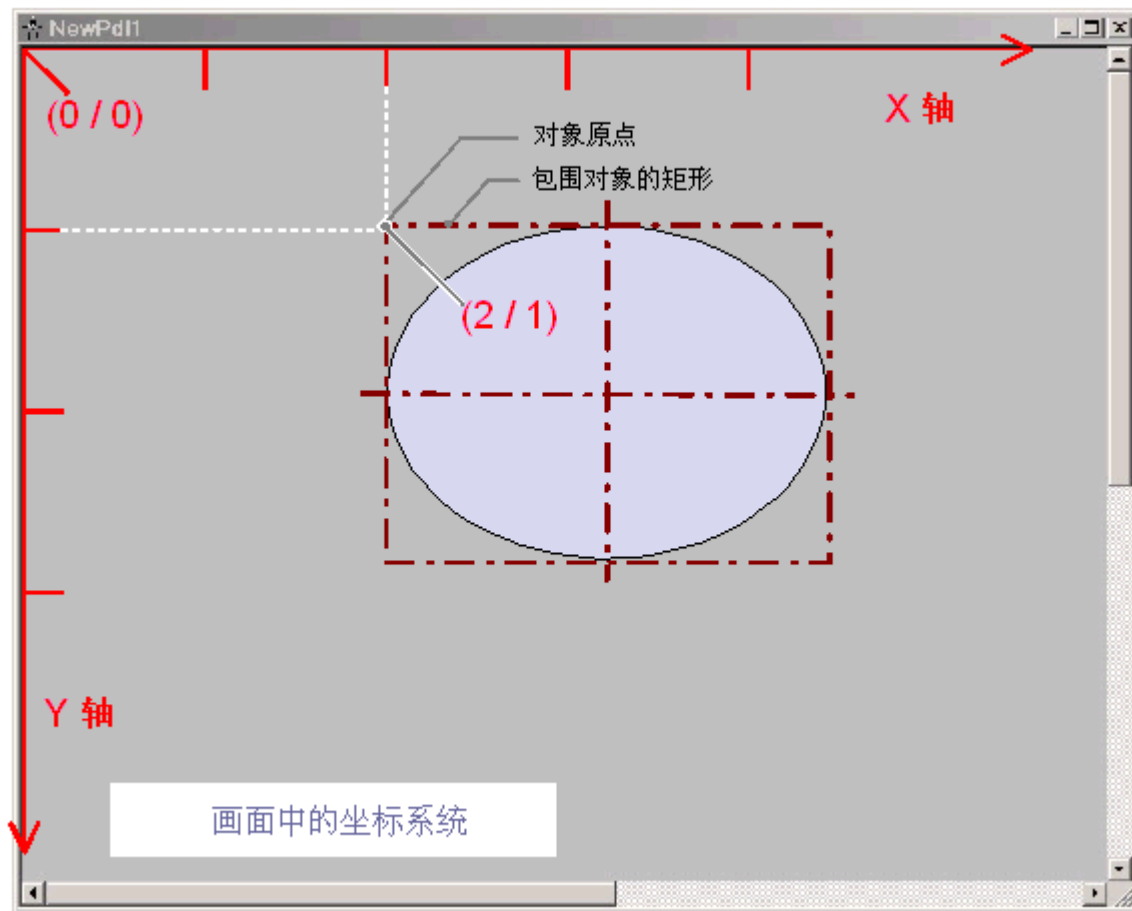 NewPdl1
(0 / 0)
X 轴
对象原点
包围对象的矩形
(2 / 1)
Y 轴
画面中的坐标系统